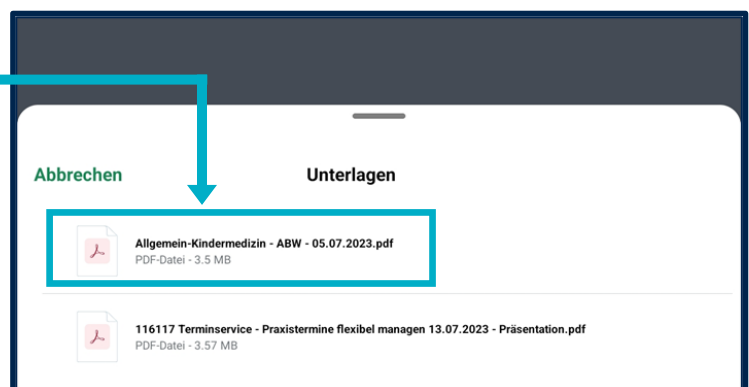 Abbrechen Unterlagen
Allgemein-Kindermedizin - ABW - 05.07.2023.pdf
PDF-Datei - 3.5 MB
116117 Terminservice - Praxistermine flexibel managen 13.07.2023 - Präsentation.pdf
PDF-Datei - 3.57 MB